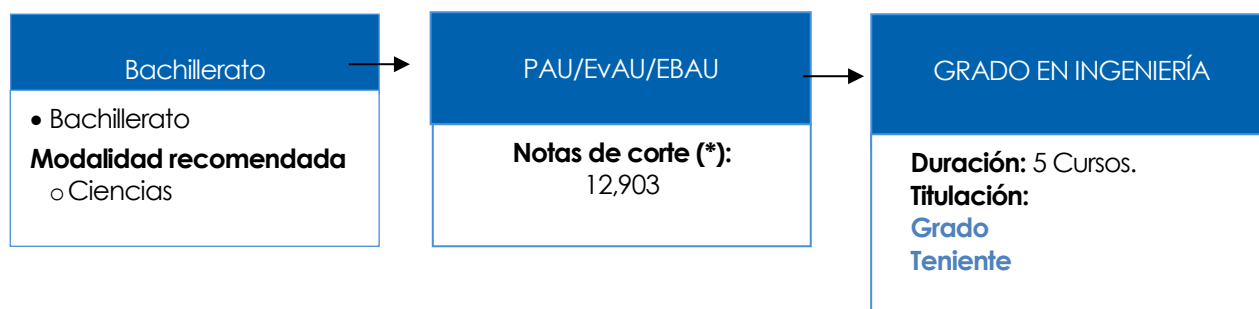 Bachillerato
• Bachillerato
Modalidad recomendada
o Ciencias
PAU/EvAU/EBAU
Notas de corte (*):
12,903
GRADO EN INGENIERÍA
Duración: 5 Cursos.
Titulación:
Grado
Teniente